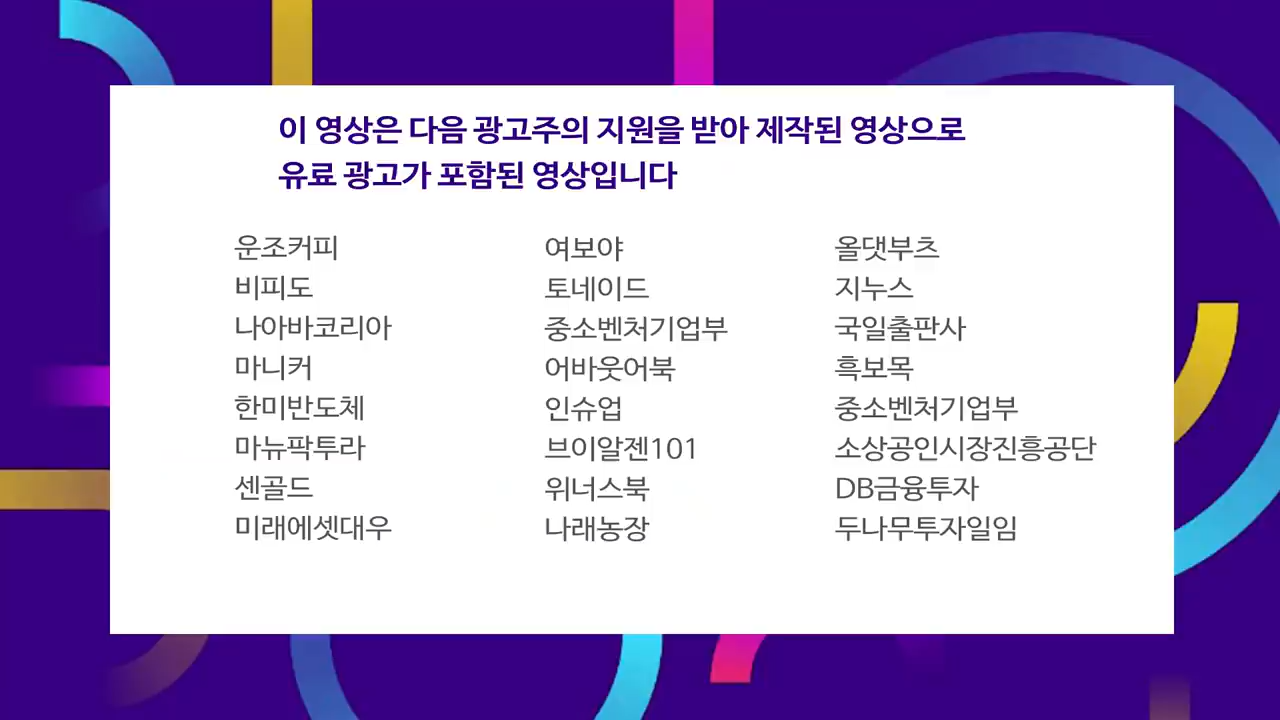 이 영상은 다음 광고주의 지원을 받아 제작된 영상으로
유료 광고가 포함된 영상입니다
운조커피 여보야 올댓부츠
비피도 토네이드 지누스
나아바코리아 중소벤처기업부 국일출판사
마니커 어바웃어북 흑보목
한미반도체 인슈업 중소벤처기업부
마뉴팍투라 브이알젠101 소상공인시장진흥공단
센골드 위너스북 DB금융투자
미래에셋대우 나래농장 두나무투자일임